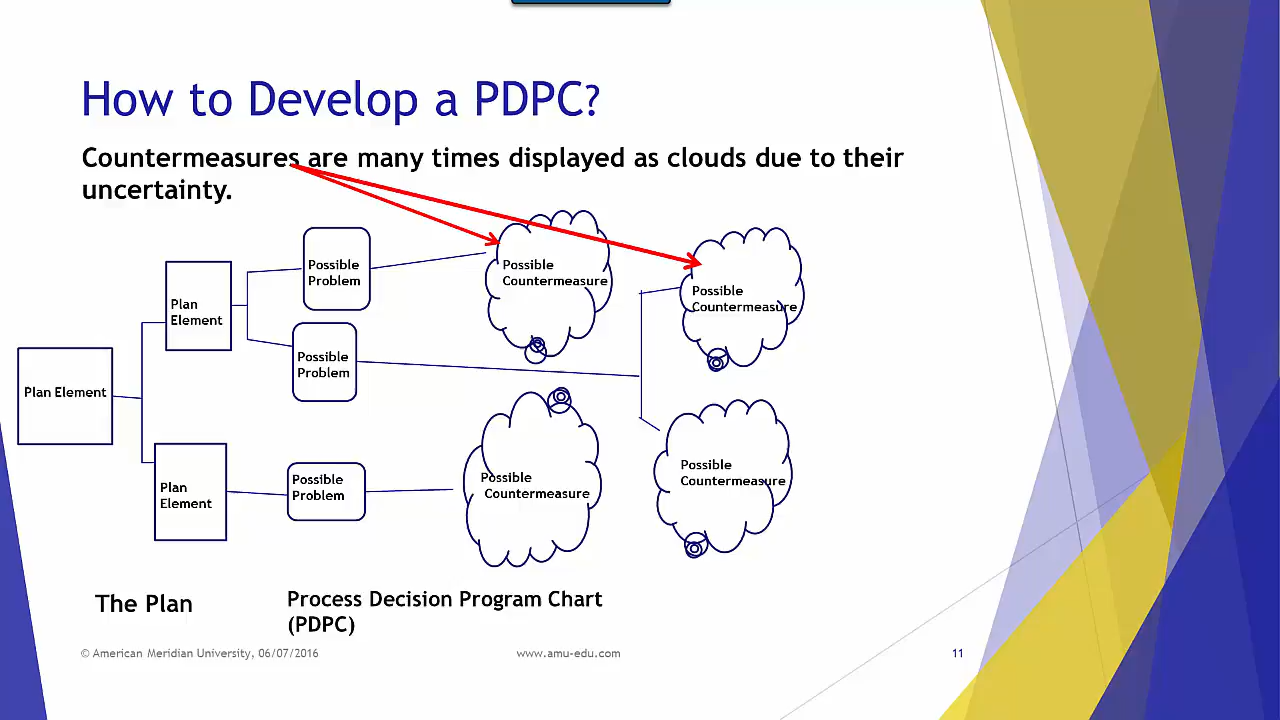 How to Develop a PDPC?
Countermeasures are many times displayed as clouds due to their
uncertainty.
Plan Element
Plan
Element
Plan
Element
Possible
Problem
Possible
Problem
Possible
Problem
Possible
Countermeasure
Possible
Countermeasure
Possible
Countermeasure
Possible
Countermeasure
The Plan
Process Decision Program Chart
(PDPC)
© American Meridian University, 06/07/2016
www.amu-edu.com
11